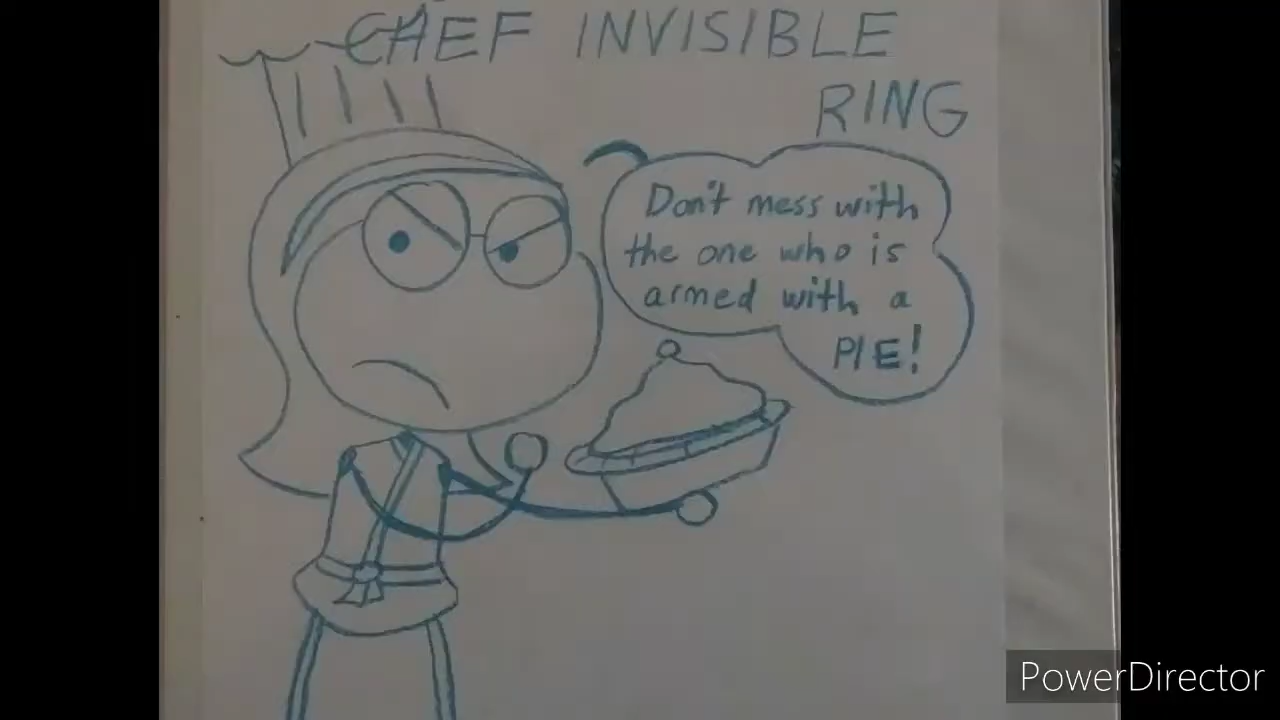 CHEF INVISIBLE
RING
Don't mess with
the one who is
armed with a
PIE!
PowerDirector